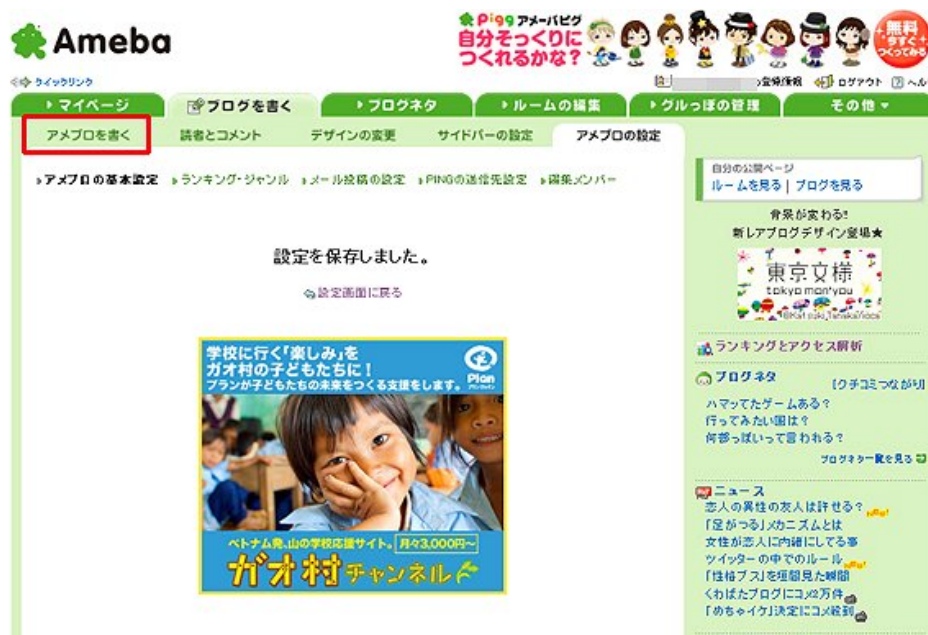 Ameba
Pigg アメーバピグ
自分そっくりに
つくれるかな?
無料
今すぐ
つくってみる
クイックリンク
登録情報 ログアウト ヘル
マイページ ブログを書く ブログネタ ルームの編集 グルっぽの管理 その他
アメブロを書く 読者とコメント デザインの変更 サイドバーの設定 アメブロの設定
アメブロの基本設定 ランキング・ジャンル メール投稿の設定 PINGの送信先設定 編集メンバー
設定を保存しました。
設定画面に戻る
学校に行く「楽しみ」を
ガオ村の子どもたちに!
プランが子どもたちの未来をつくる支援をします。
Plan
ベトナム発、山の学校応援サイト。月々3,000円~
ガオ村チャンネル
自分の公開ページ
ルームを見る | ブログを見る
背景が変わる!
新レアブログデザイン登場★
東京文様
tokyo mon'you
ランキングとアクセス解析
ブログネタ [クチコミつながり]
ハマッてたゲームある?
行ってみたい国は?
何部っぽいって言われる?
ブログネタ一覧を見る
ニュース
恋人の異性の友人は許せる?
「足がつる」メカニズムとは
女性が恋人に内緒にしてる事
ツイッターの中でのルール
「性格ブス」を垣間見た瞬間
くわばたブログにコメ2万件
「めちゃイケ」決定にコメ殺到